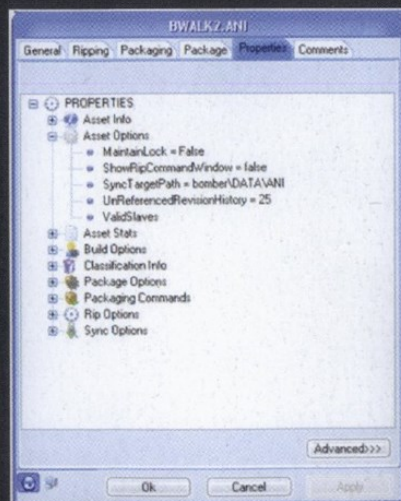 BWALK2.ANI
General Ripping Packaging Package Properties Comments
PROPERTIES
Asset Info
Asset Options
MaintainLock = False
ShowRipCommandWindow = false
SyncTargetPath = bomber\DATA\ANI
UnReferencedRevisionHistory = 25
ValidSlaves
Asset Stats
Build Options
Classification Info
Package Options
Packaging Commands
Rip Options
Sync Options
Advanced>>>
Ok Cancel Apply